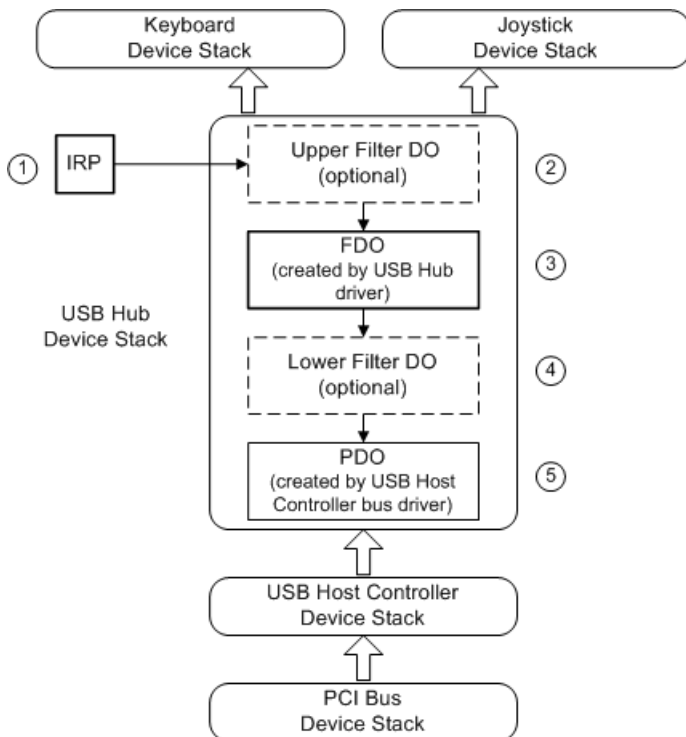 Keyboard
Device Stack
Joystick
Device Stack
1
IRP
Upper Filter DO
(optional)
2
FDO
(created by USB Hub
driver)
3
USB Hub
Device Stack
Lower Filter DO
(optional)
4
PDO
(created by USB Host
Controller bus driver)
5
USB Host Controller
Device Stack
PCI Bus
Device Stack